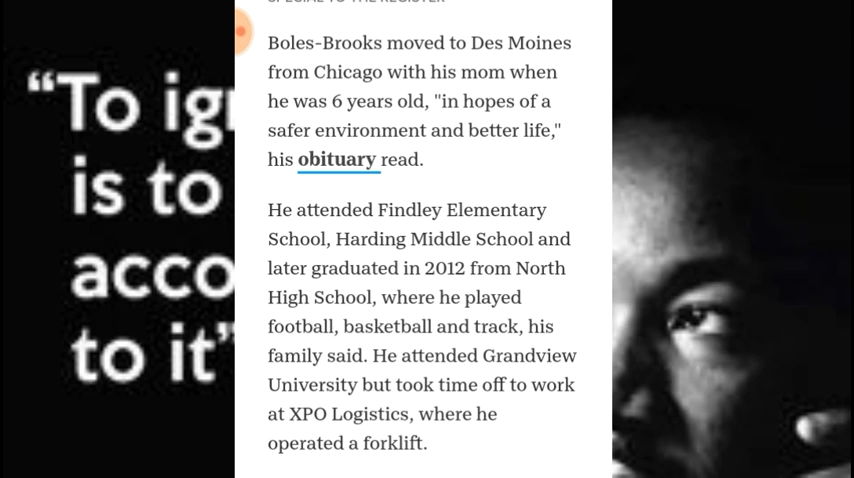 SPECIAL TO THE REGISTER
Boles-Brooks moved to Des Moines
from Chicago with his mom when
he was 6 years old, "in hopes of a
safer environment and better life,"
his obituary read.
He attended Findley Elementary
School, Harding Middle School and
later graduated in 2012 from North
High School, where he played
football, basketball and track, his
family said. He attended Grandview
University but took time off to work
at XPO Logistics, where he
operated a forklift.
“To ig
is to
acco
to it”